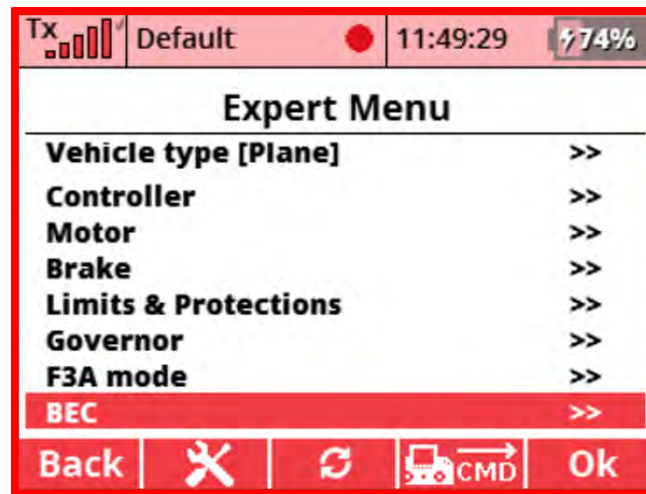 Tx Default 11:49:29 74%
Expert Menu
Vehicle type [Plane] >>
Controller >>
Motor >>
Brake >>
Limits & Protections >>
Governor >>
F3A mode >>
BEC >>
Back CMD Ok